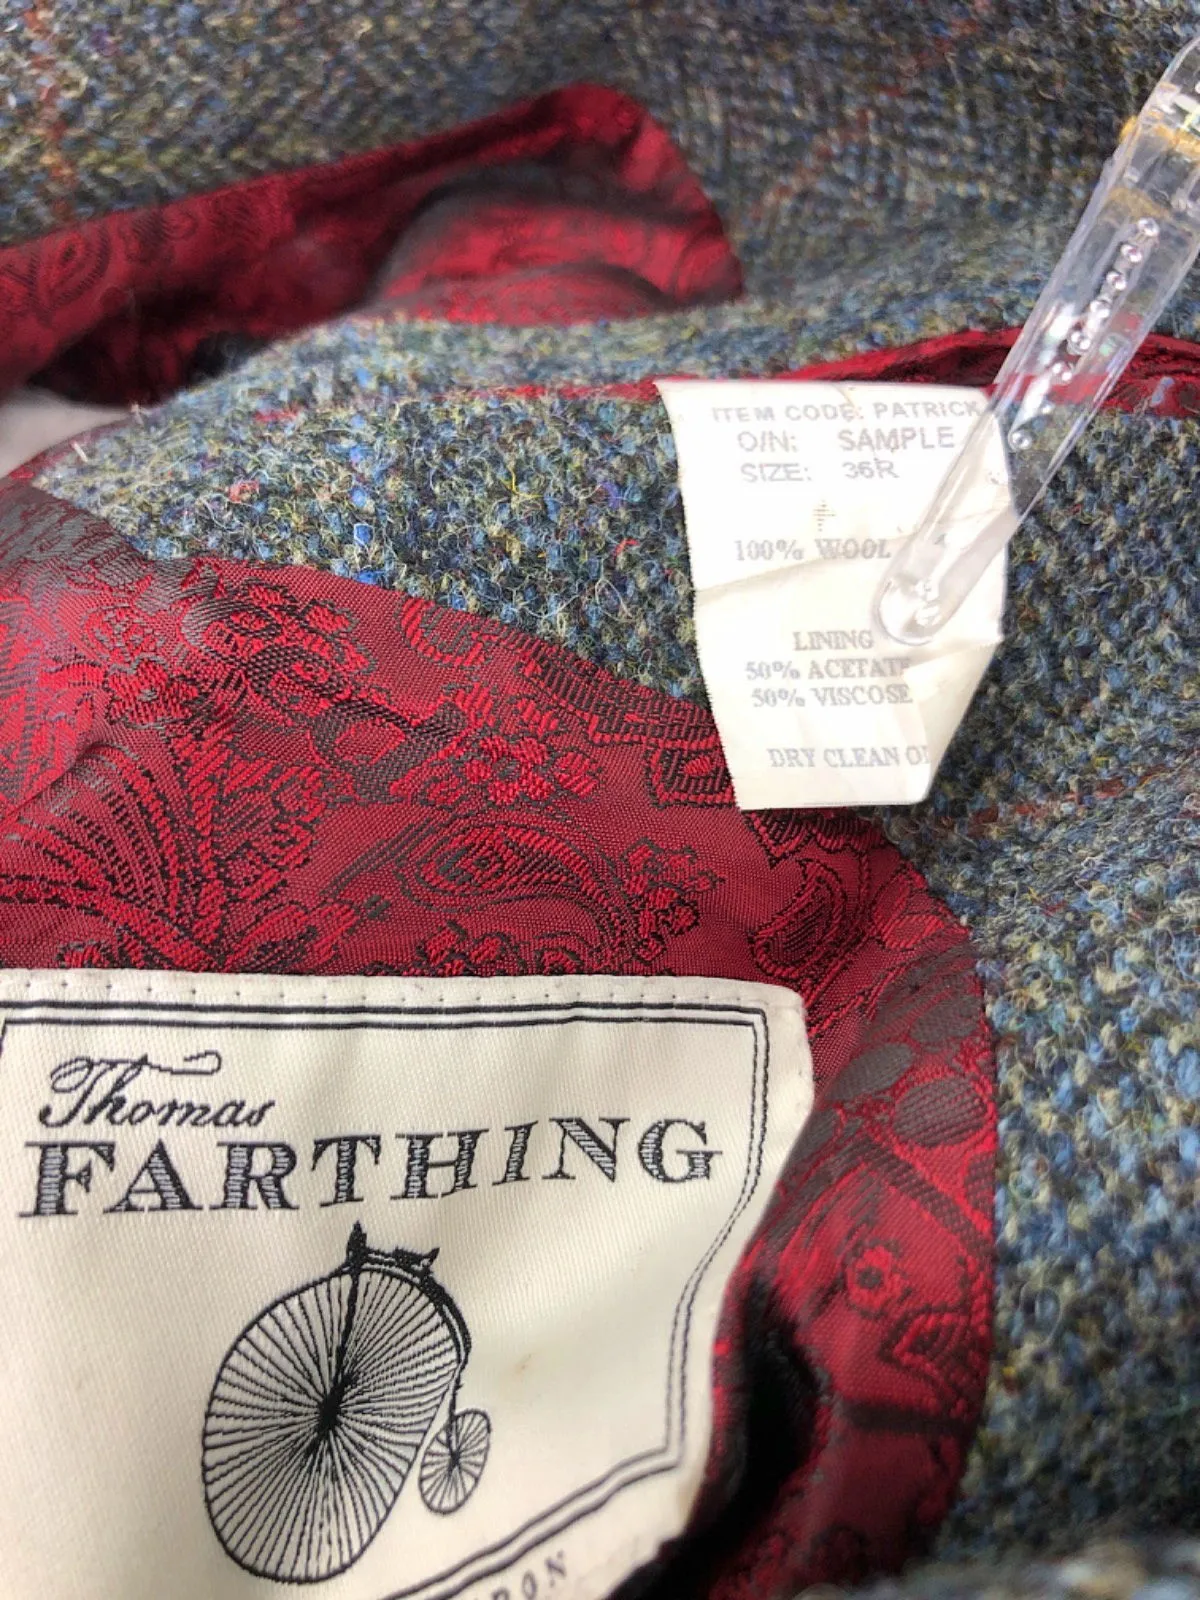 ITEM CODE: PATRICK
O/N: SAMPLE
SIZE: 36R
100% WOOL
LINING
50% ACETATE
50% VISCOSE
DRY CLEAN
Thomas
FARTHING